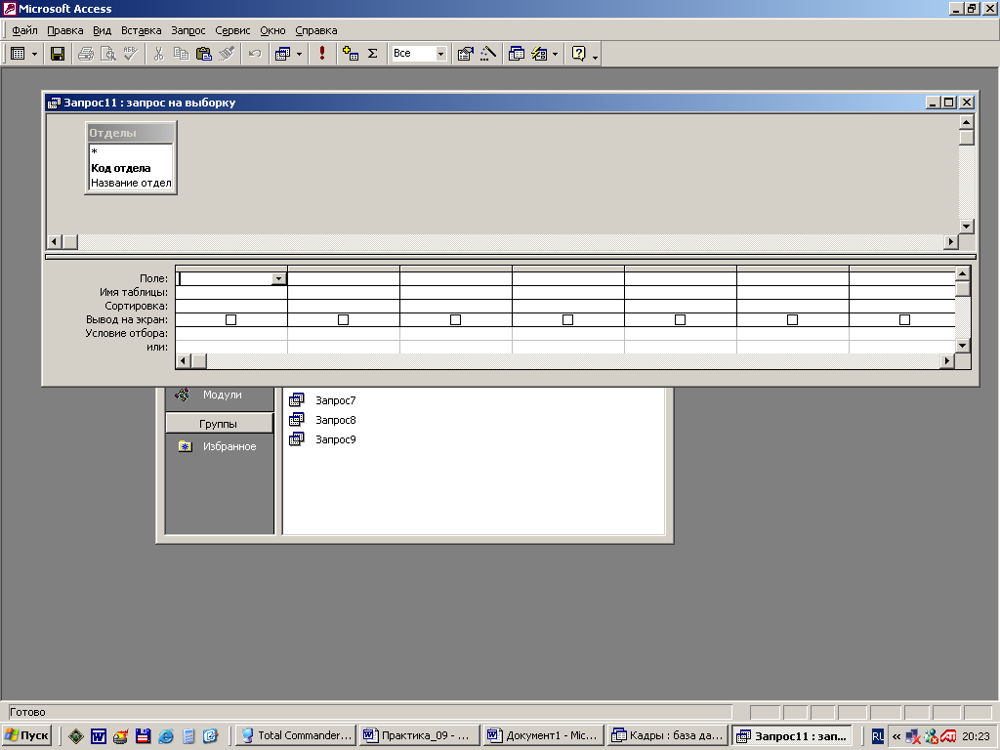 Microsoft Access
Файл Правка Вид Вставка Запрос Сервис Окно Справка
Все
Запрос11 : запрос на выборку
Отделы
*
Код отдела
Название отдел
Поле:
Имя таблицы:
Сортировка:
Вывод на экран:
Условие отбора:
или:
Модули
Группы
Избранное
Запрос7
Запрос8
Запрос9
Готово
Пуск Total Commander... Практика_09 - ... Документ1 - Mic... Кадры : база да... Запрос11 : зап... RU « 20:23